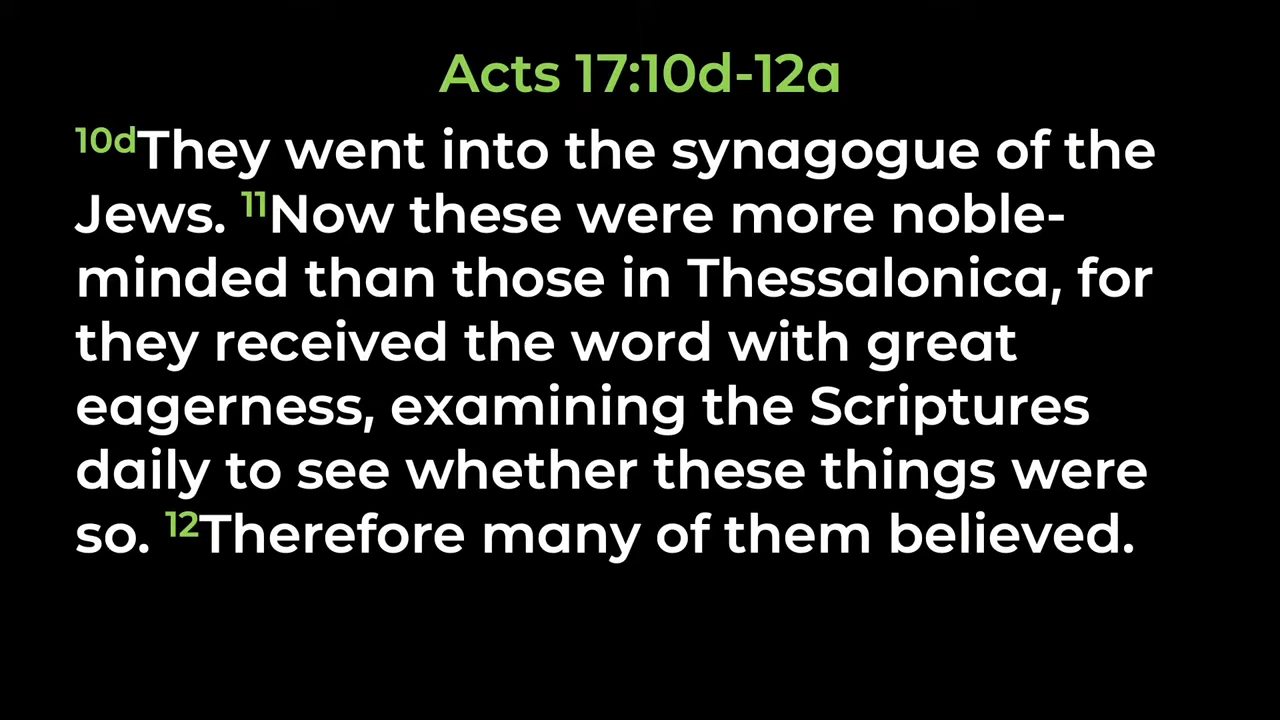 Acts 17:10d-12a
10dThey went into the synagogue of the
Jews. 11Now these were more noble-
minded than those in Thessalonica, for
they received the word with great
eagerness, examining the Scriptures
daily to see whether these things were
so. 12Therefore many of them believed.